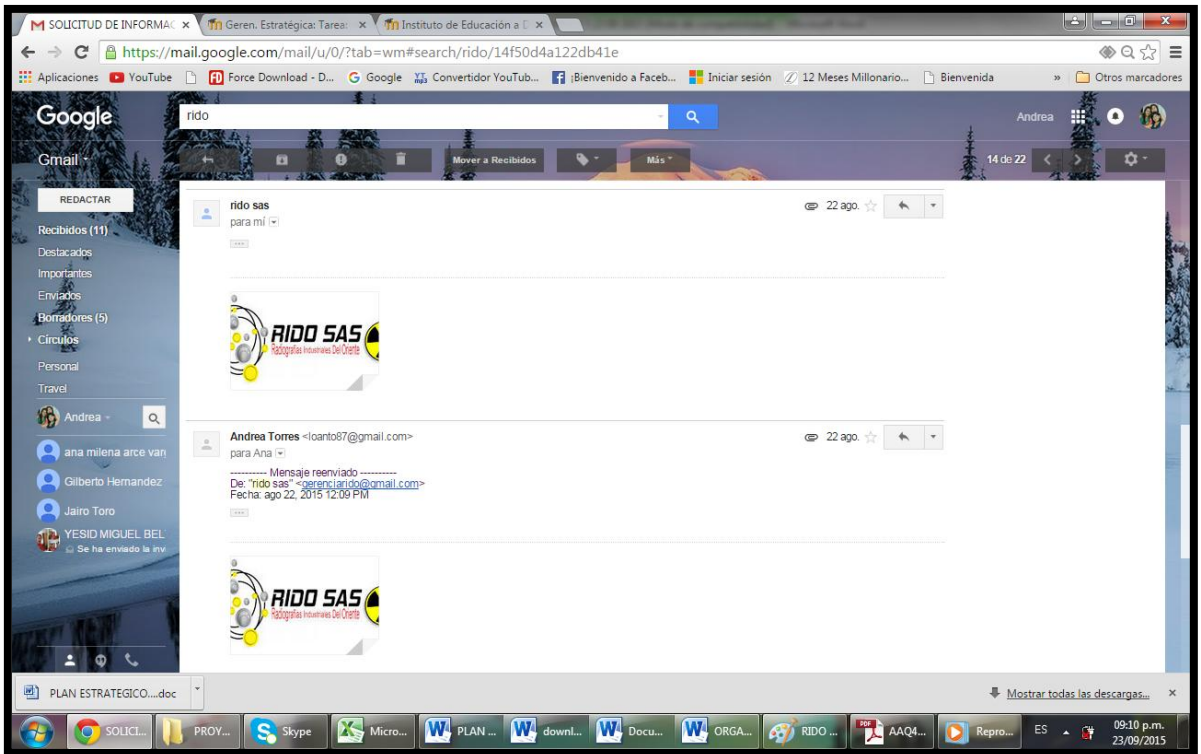 SOLICITUD DE INFORMAC
Geren. Estratégica: Tarea:
Instituto de Educación a D
https://mail.google.com/mail/u/0/?tab=wm#search/rido/14f50d4a122db41e
Aplicaciones
YouTube
Force Download - D...
Google
Convertidor YouTub...
¡Bienvenido a Faceb...
Iniciar sesión
12 Meses Millonario...
Bienvenida
»
Otros marcadores
Google
rido
Andrea
Gmail
Mover a Recibidos
Más
14 de 22
REDACTAR
Recibidos (11)
Destacados
Importantes
Enviados
Borradores (5)
Círculos
Personal
Travel
Andrea
ana milena arce varg
Gilberto Hernandez
Jairo Toro
YESID MIGUEL BEL
Se ha enviado la inv
rido sas
22 ago.
para mí
RIDO SAS
Radiografías Industriales Del Oriente
Andrea Torres <loanto87@gmail.com>
22 ago.
para Ana
---------- Mensaje reenviado ----------
De: "rido sas" <gerenciarido@gmail.com>
Fecha: ago 22, 2015 12:09 PM
RIDO SAS
Radiografías Industriales Del Oriente
PLAN ESTRATEGICO....doc
Mostrar todas las descargas...
SOLICI...
PROY...
Skype
Micro...
PLAN ...
downl...
Docu...
ORGA...
RIDO ...
AAQ4...
Repro...
ES
09:10 p.m.
23/09/2015